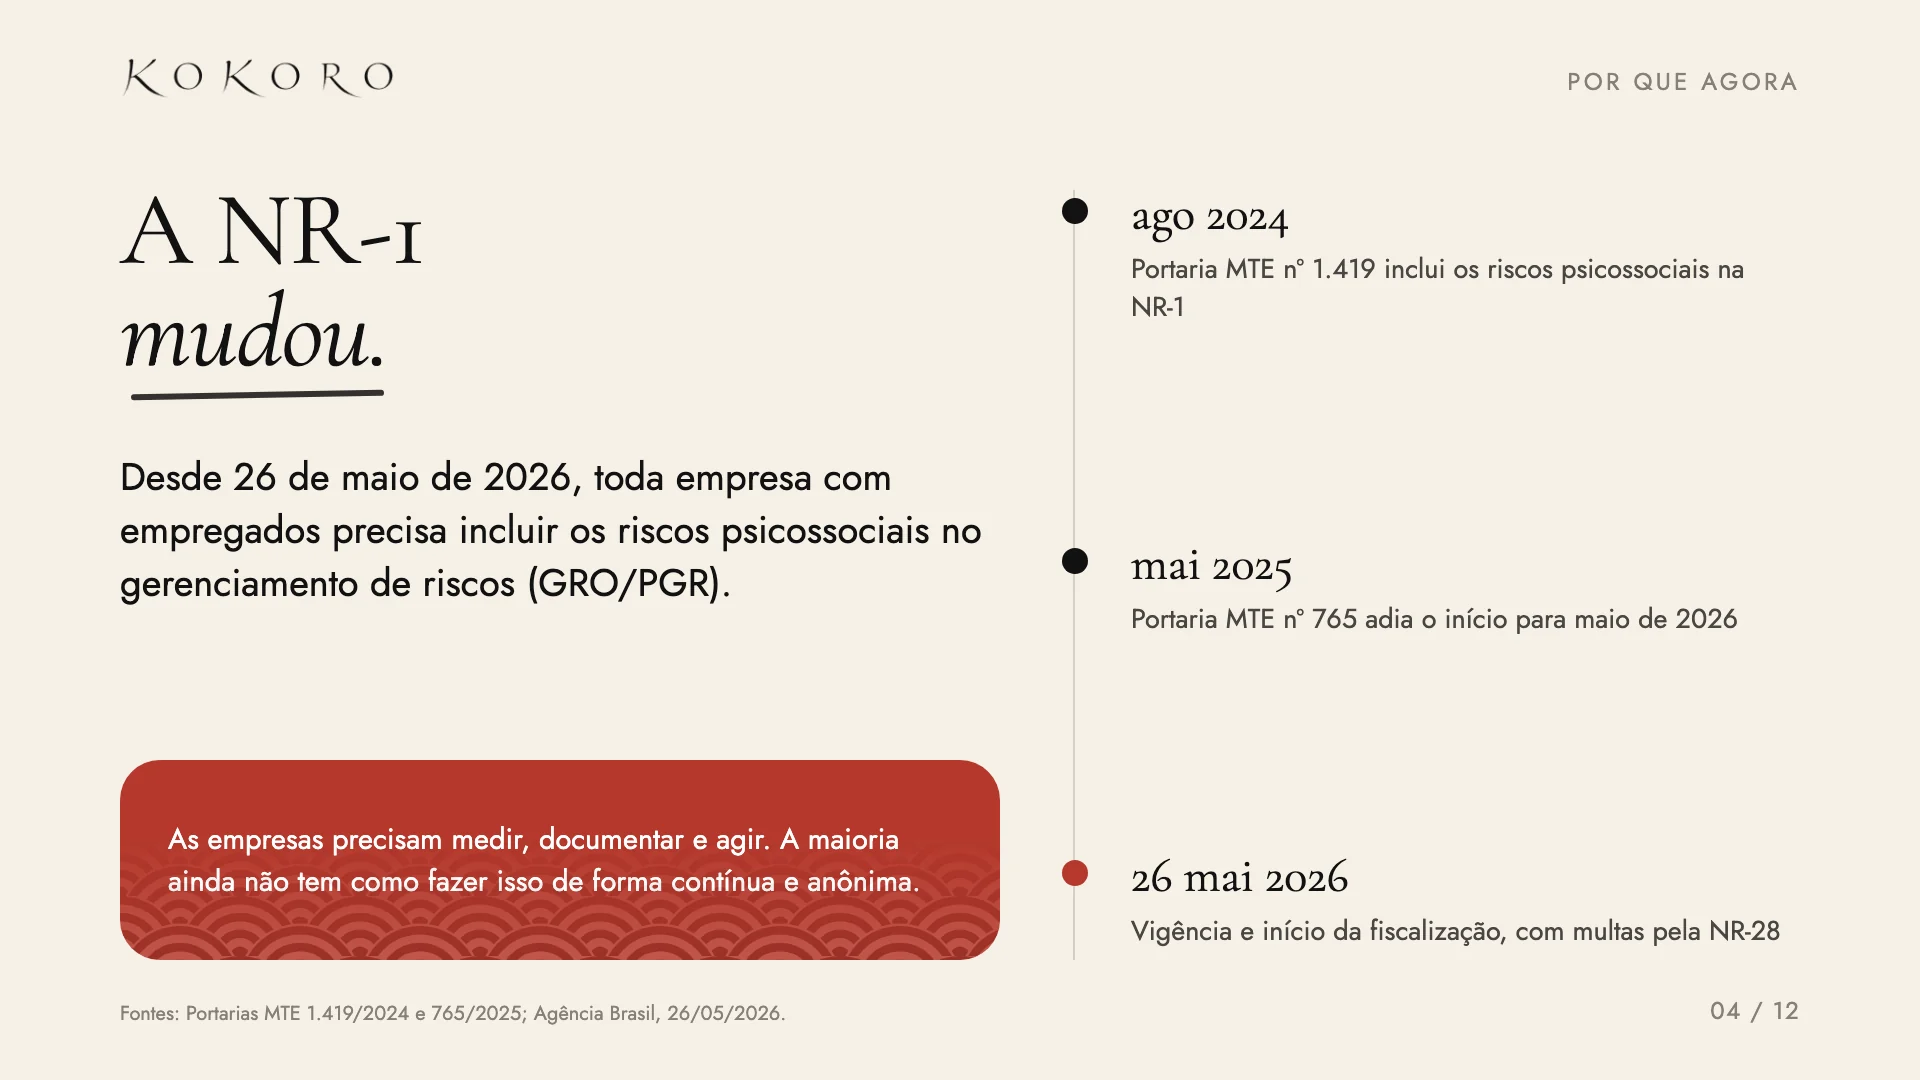 KOKORO
POR QUE AGORA
A NR-1
mudou.
Desde 26 de maio de 2026, toda empresa com
empregados precisa incluir os riscos psicossociais no
gerenciamento de riscos (GRO/PGR).
As empresas precisam medir, documentar e agir. A maioria
ainda não tem como fazer isso de forma contínua e anônima.
ago 2024
Portaria MTE nº 1.419 inclui os riscos psicossociais na
NR-1
mai 2025
Portaria MTE nº 765 adia o início para maio de 2026
26 mai 2026
Vigência e início da fiscalização, com multas pela NR-28
Fontes: Portarias MTE 1.419/2024 e 765/2025; Agência Brasil, 26/05/2026.
04 / 12